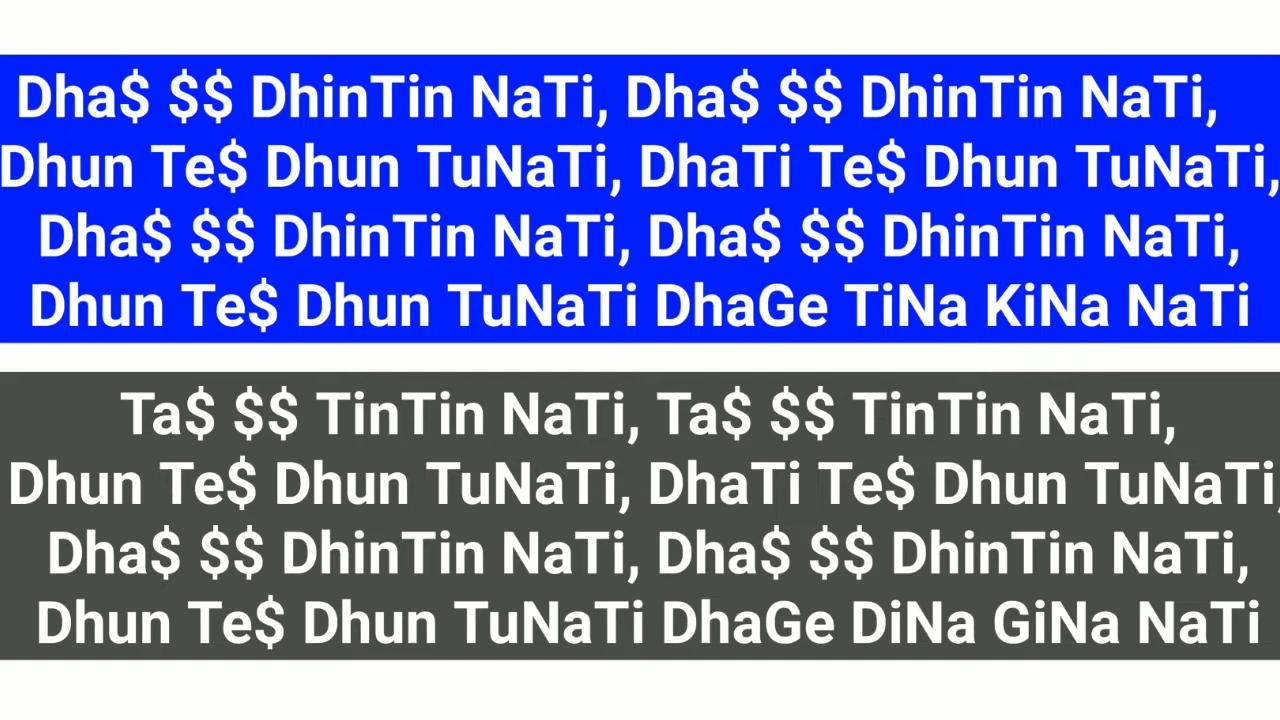 Dha$ $$ DhinTin NaTi, Dha$ $$ DhinTin NaTi,
Dhun Te$ Dhun TuNaTi, DhaTi Te$ Dhun TuNaTi,
Dha$ $$ DhinTin NaTi, Dha$ $$ DhinTin NaTi,
Dhun Te$ Dhun TuNaTi DhaGe TiNa KiNa NaTi
Ta$ $$ TinTin NaTi, Ta$ $$ TinTin NaTi,
Dhun Te$ Dhun TuNaTi, DhaTi Te$ Dhun TuNaTi,
Dha$ $$ DhinTin NaTi, Dha$ $$ DhinTin NaTi,
Dhun Te$ Dhun TuNaTi DhaGe DiNa GiNa NaTi